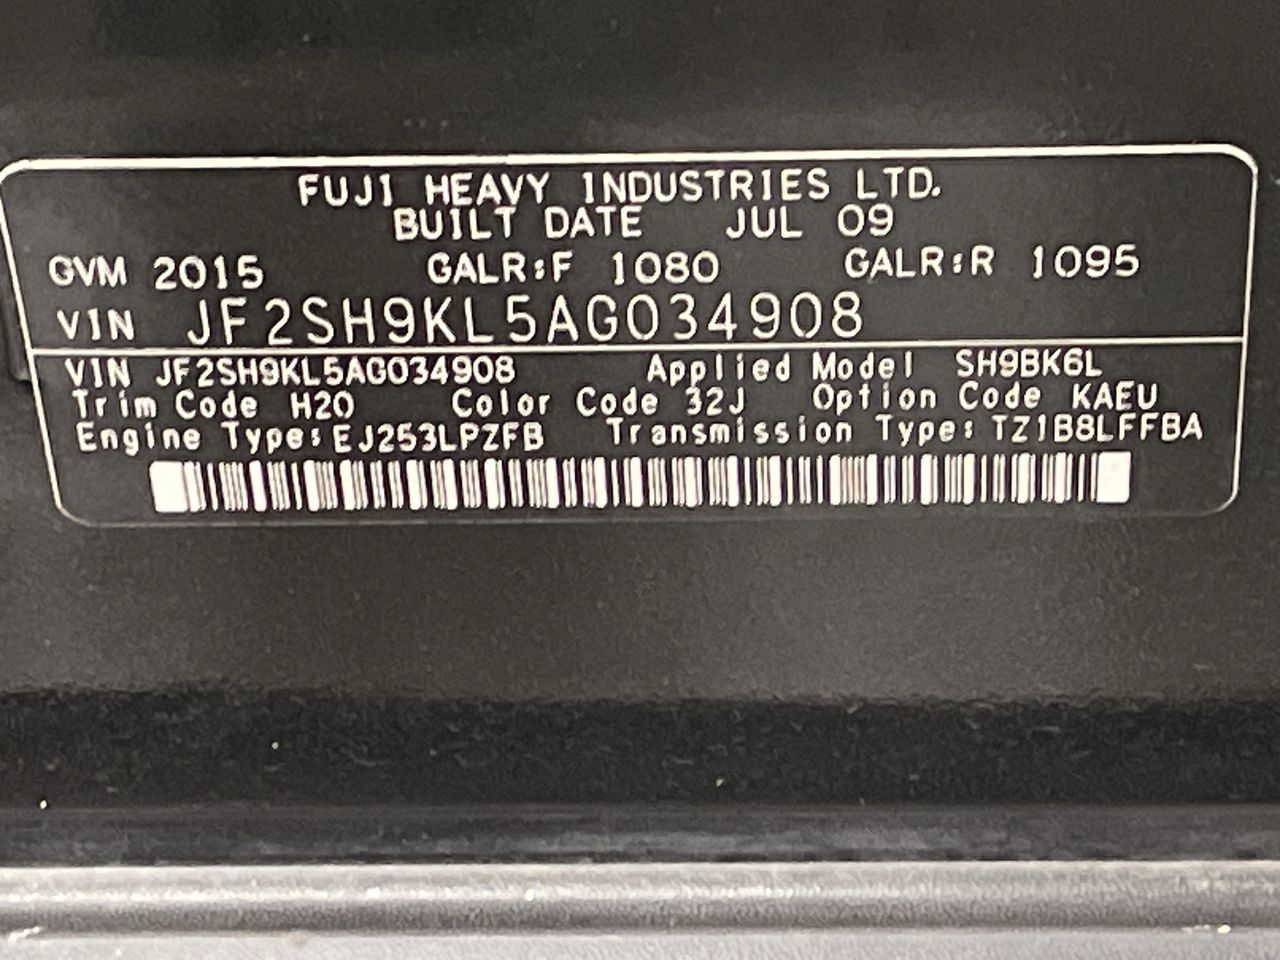 FUJI HEAVY INDUSTRIES LTD.
BUILT DATE JUL 09
GVM 2015 GALR:F 1080 GALR:R 1095
VIN JF2SH9KL5AG034908
VIN JF2SH9KL5AG034908 Applied Model SH9BK6L
Trim Code H20 Color Code 32J Option Code KAEU
Engine Type: EJ253LPZFB Transmission Type: TZ1B8LFFBA